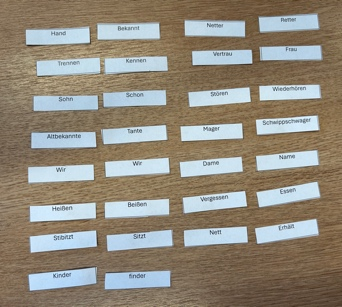 Hand Bekannt Netter Retter
Trennen Kennen Vertrau Frau
Sohn Schon Stören Wiederhören
Altbekannte Tante Mager Schwippschwager
Wir Wir Dame Name
Heißen Beißen Vergessen Essen
Stibitzt Sitzt Nett Erhält
Kinder finder